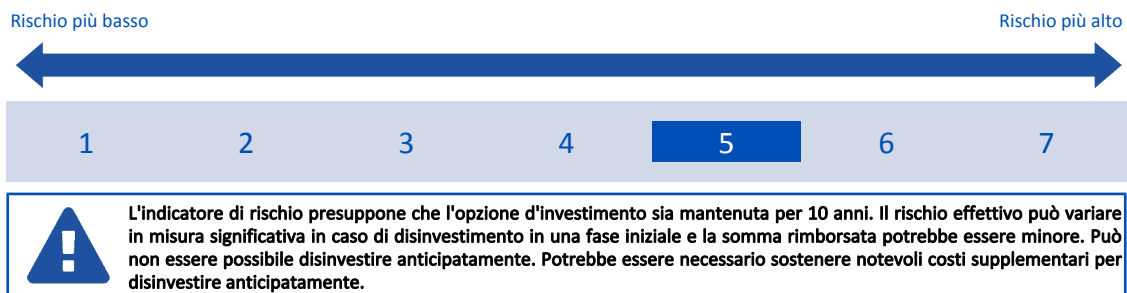 Rischio più basso Rischio più alto
1 2 3 4 5 6 7
L'indicatore di rischio presuppone che l'opzione d'investimento sia mantenuta per 10 anni. Il rischio effettivo può variare
in misura significativa in caso di disinvestimento in una fase iniziale e la somma rimborsata potrebbe essere minore. Può
non essere possibile disinvestire anticipatamente. Potrebbe essere necessario sostenere notevoli costi supplementari per
disinvestire anticipatamente.